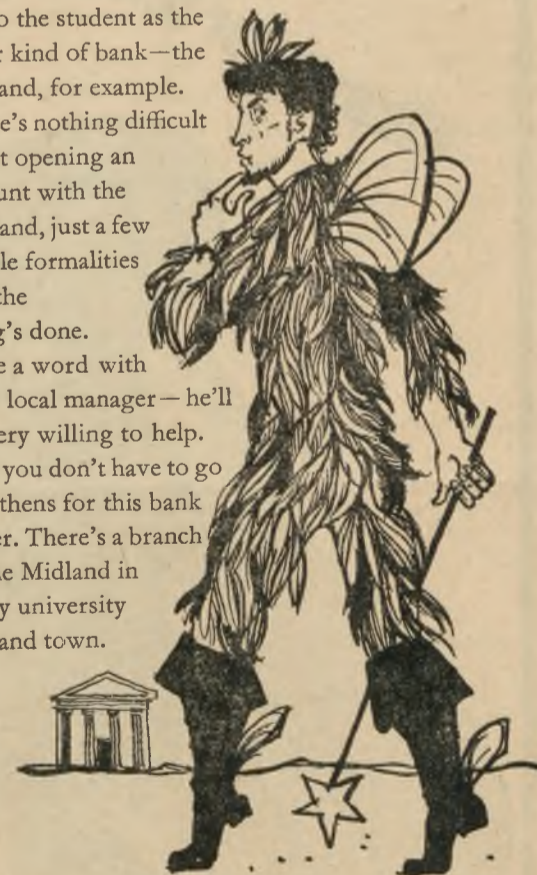 o the student as the
kind of bank—the
and, for example.
e's nothing difficult
t opening an
unt with the
and, just a few
le formalities
the
g's done.
e a word with
local manager—he'll
ery willing to help.
you don't have to go
thens for this bank
er. There's a branch
e Midland in
y university
and town.